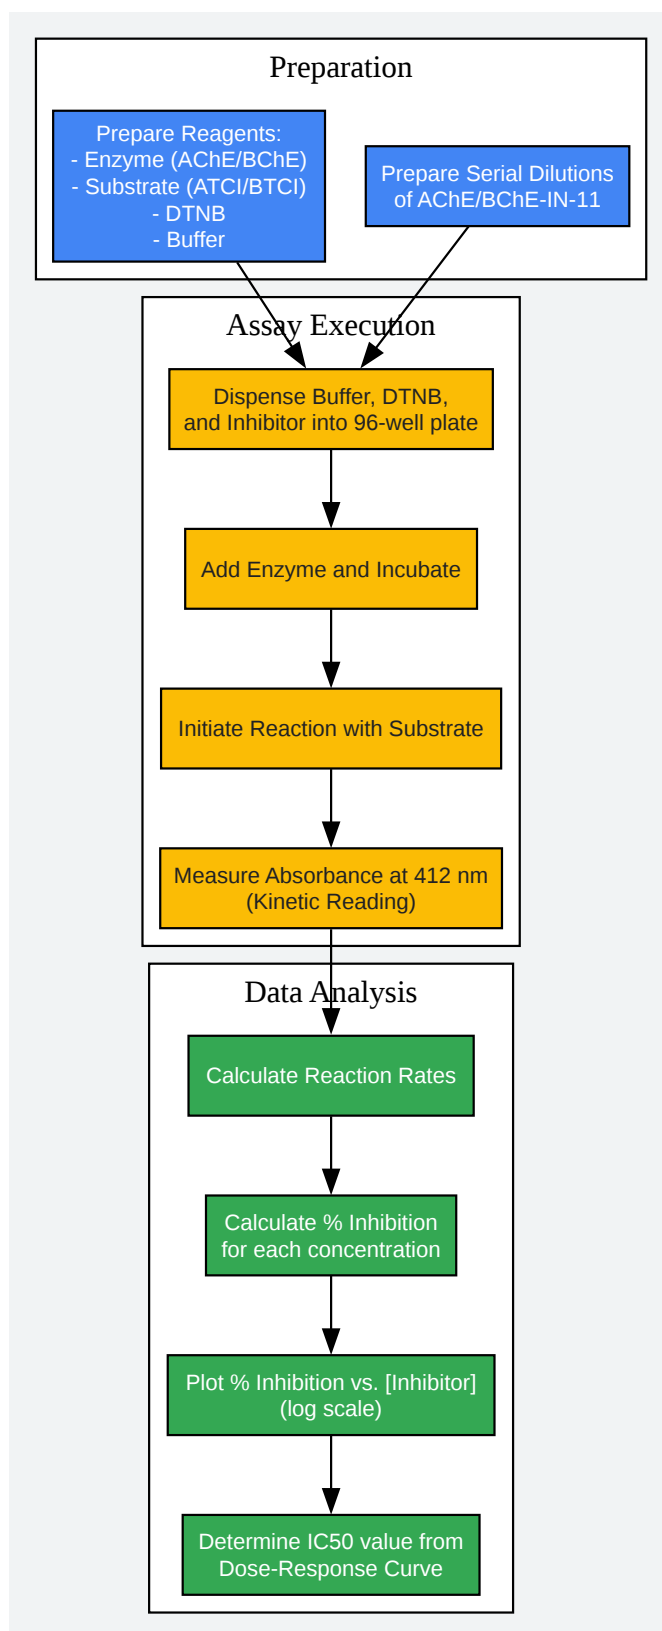 Preparation
Prepare Reagents:
- Enzyme (AChE/BChE)
- Substrate (ATCI/BTCI)
- DTNB
- Buffer
Prepare Serial Dilutions
of AChE/BChE-IN-11
Assay Execution
Dispense Buffer, DTNB,
and Inhibitor into 96-well plate
Add Enzyme and Incubate
Initiate Reaction with Substrate
Measure Absorbance at 412 nm
(Kinetic Reading)
Data Analysis
Calculate Reaction Rates
Calculate % Inhibition
for each concentration
Plot % Inhibition vs. [Inhibitor]
(log scale)
Determine IC50 value from
Dose-Response Curve